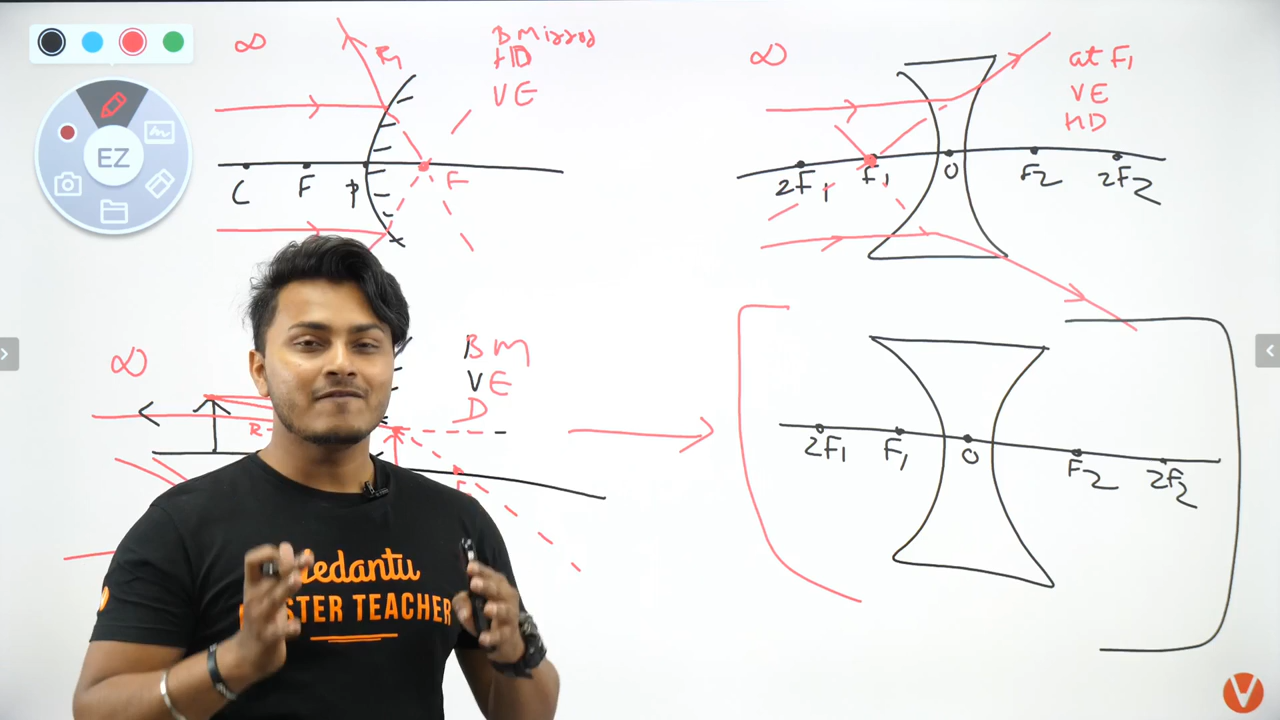 EZ
∞
R1
B Mirror
HD
VE
C
F
P
F
∞
at F1
VE
HD
2F1
F1
O
F2
2F2
∞
BM
VE
D
R
2F1
F1
O
F2
2F2
Vedantu
MASTER TEACHER
V